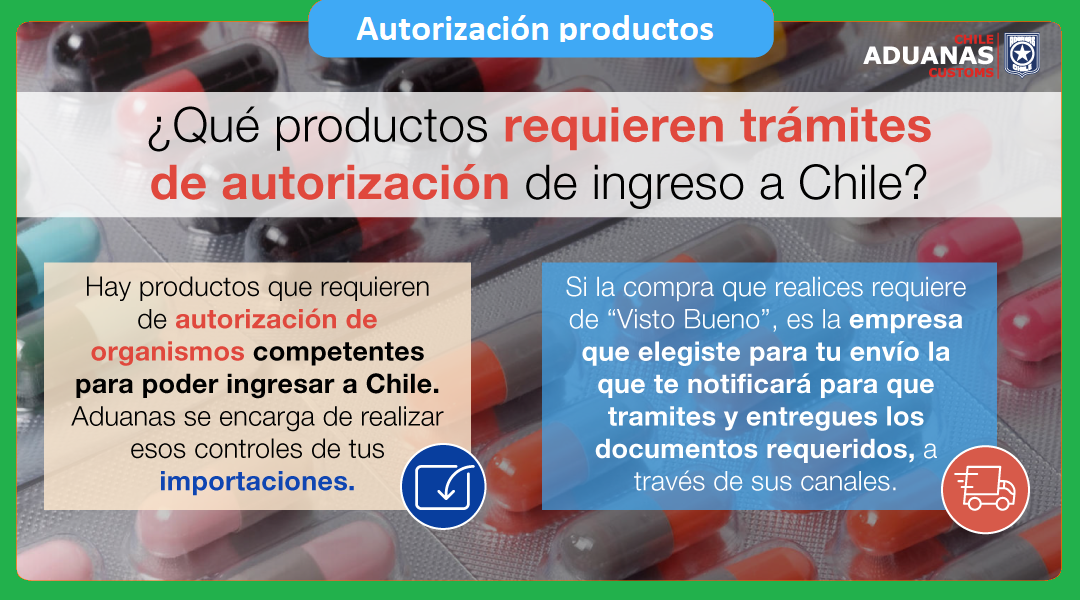 Autorización productos
CHILE
ADUANAS
CUSTOMS
¿Qué productos requieren trámites
de autorización de ingreso a Chile?
Hay productos que requieren
de autorización de
organismos competentes
para poder ingresar a Chile.
Aduanas se encarga de realizar
esos controles de tus
importaciones.
Si la compra que realices requiere
de “Visto Bueno”, es la empresa
que elegiste para tu envío la
que te notificará para que
tramites y entregues los
documentos requeridos, a
través de sus canales.